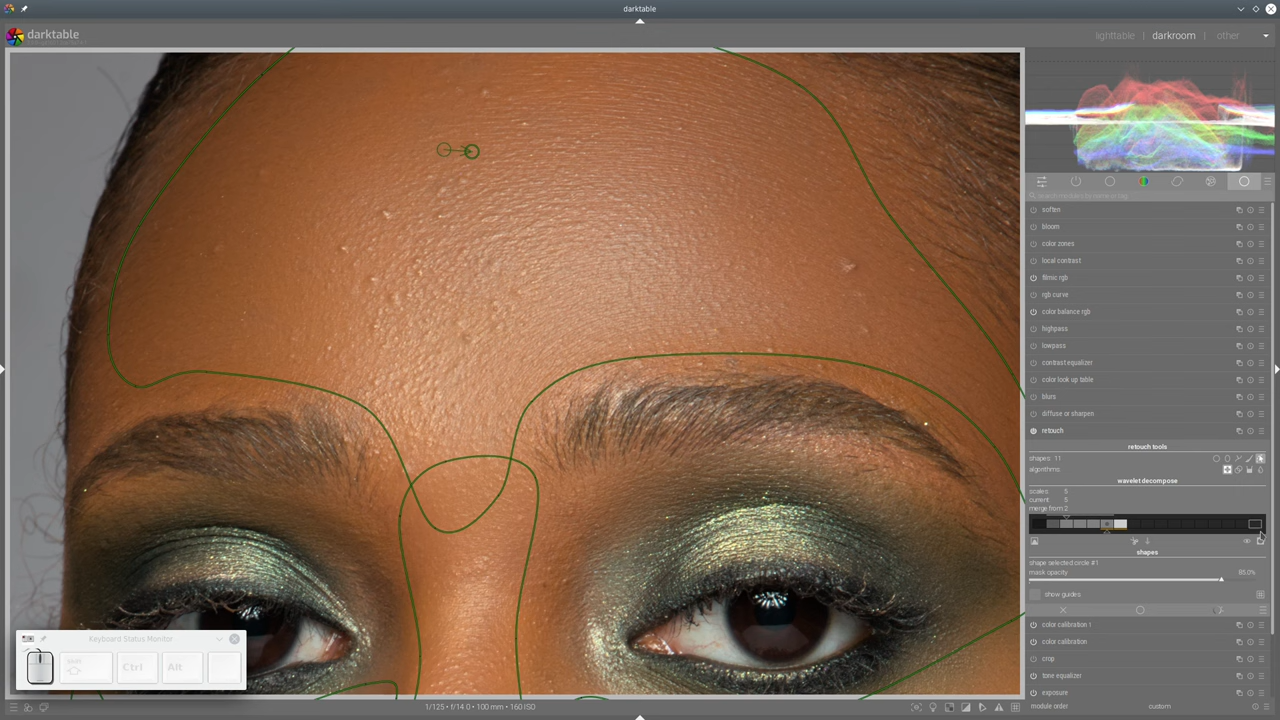 darktable
darktable
lighttable | darkroom | other
soften
bloom
color zones
local contrast
filmic rgb
rgb curve
color balance rgb
highpass
lowpass
contrast equalizer
color look up table
blurs
diffuse or sharpen
retouch
retouch tools
shapes: 11
algorithms:
wavelet decompose
scales 5
current 5
merge from 2
shapes
shape selected circle #1
mask opacity 85.0%
show guides
color calibration 1
color calibration
crop
tone equalizer
exposure
module order custom
Keyboard Status Monitor
Shift
Ctrl
Alt
1/125 • f/14.0 • 100 mm • 160 ISO